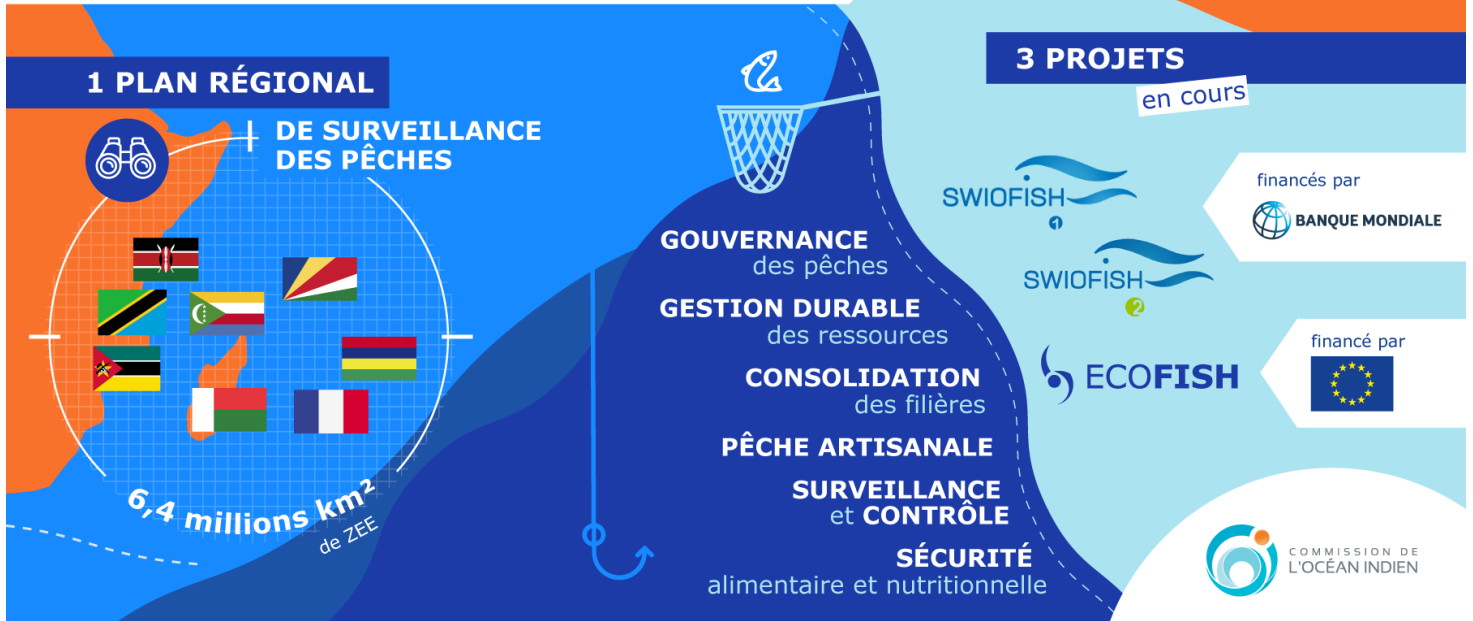 1 PLAN RÉGIONAL
DE SURVEILLANCE
DES PÊCHES
6,4 millions km²
de ZEE
GOUVERNANCE
des pêches
GESTION DURABLE
des ressources
CONSOLIDATION
des filières
PÊCHE ARTISANALE
SURVEILLANCE
et CONTRÔLE
SÉCURITÉ
alimentaire et nutritionnelle
3 PROJETS
en cours
SWIOFISH
1
financés par
BANQUE MONDIALE
SWIOFISH
2
financé par
ECOFISH
COMMISSION DE
L'OCÉAN INDIEN